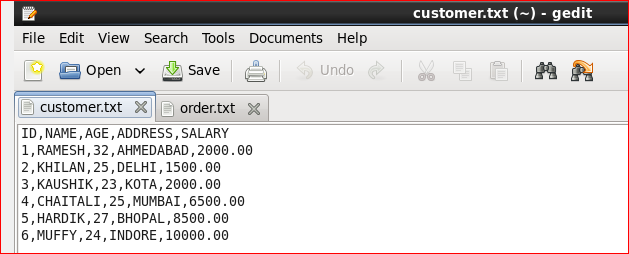 customer.txt (~) - gedit
File Edit View Search Tools Documents Help
Open Save Undo
customer.txt order.txt
ID,NAME,AGE,ADDRESS,SALARY
1,RAMESH,32,AHMEDABAD,2000.00
2,KHILAN,25,DELHI,1500.00
3,KAUSHIK,23,KOTA,2000.00
4,CHAITALI,25,MUMBAI,6500.00
5,HARDIK,27,BHOPAL,8500.00
6,MUFFY,24,INDORE,10000.00